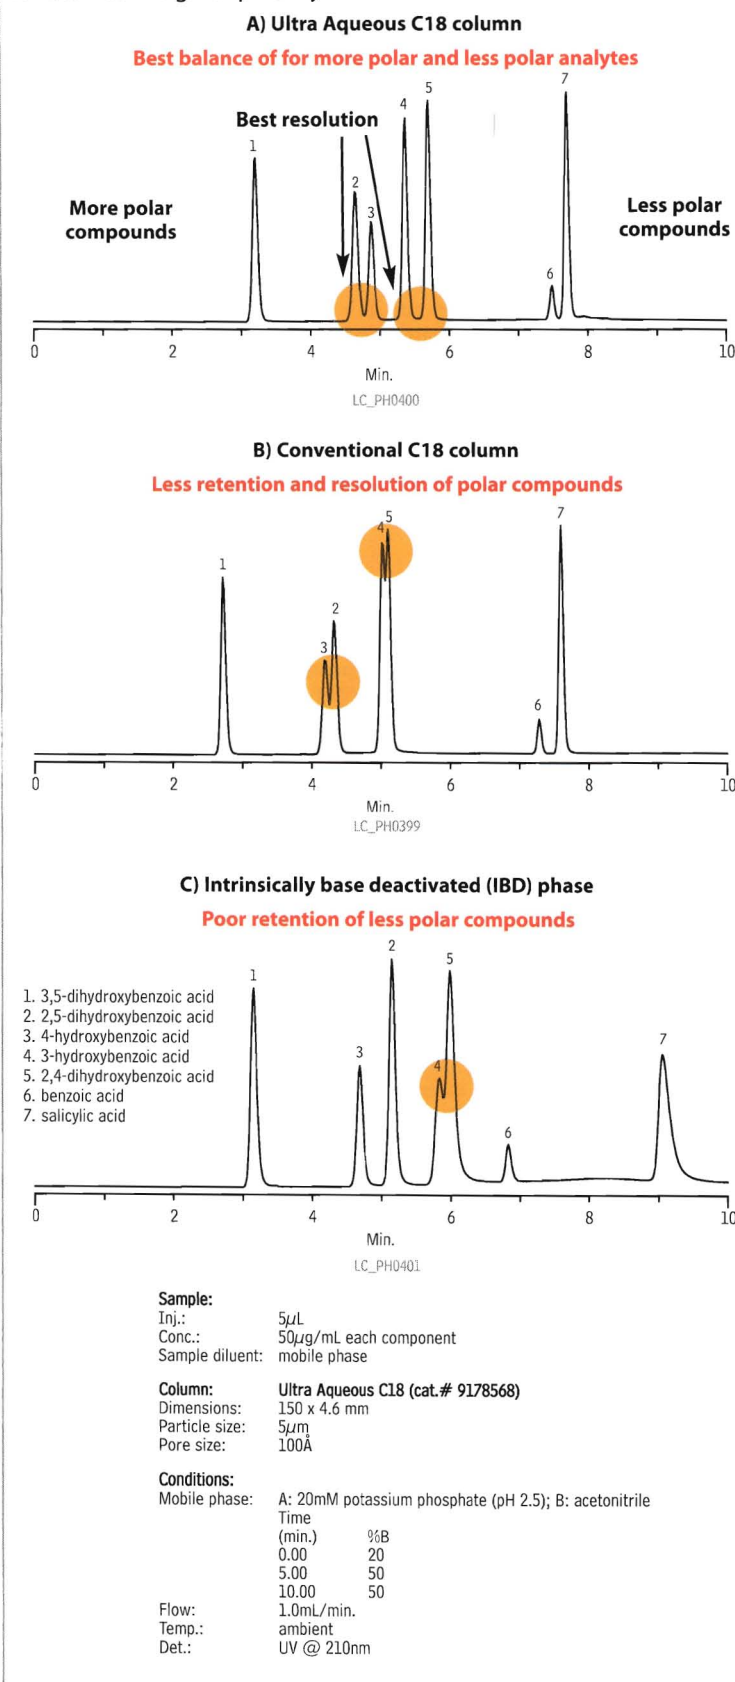 A) Ultra Aqueous C18 column
Best balance of for more polar and less polar analytes
Best resolution
More polar
compounds
Less polar
compounds
1
2
3
4
5
6
7
0 2 4 6 8 10
Min.
LC_PH0400
B) Conventional C18 column
Less retention and resolution of polar compounds
1
3
2
4
5
6
7
0 2 4 6 8 10
Min.
LC_PH0399
C) Intrinsically base deactivated (IBD) phase
Poor retention of less polar compounds
1
3
2
4
5
6
7
1. 3,5-dihydroxybenzoic acid
2. 2,5-dihydroxybenzoic acid
3. 4-hydroxybenzoic acid
4. 3-hydroxybenzoic acid
5. 2,4-dihydroxybenzoic acid
6. benzoic acid
7. salicylic acid
0 2 4 6 8 10
Min.
LC_PH0401
Sample:
Inj.: 5µL
Conc.: 50µg/mL each component
Sample diluent: mobile phase
Column: Ultra Aqueous C18 (cat.# 9178568)
Dimensions: 150 x 4.6 mm
Particle size: 5µm
Pore size: 100Å
Conditions:
Mobile phase: A: 20mM potassium phosphate (pH 2.5); B: acetonitrile
Time
(min.) %B
0.00 20
5.00 50
10.00 50
Flow: 1.0mL/min.
Temp.: ambient
Det.: UV @ 210nm